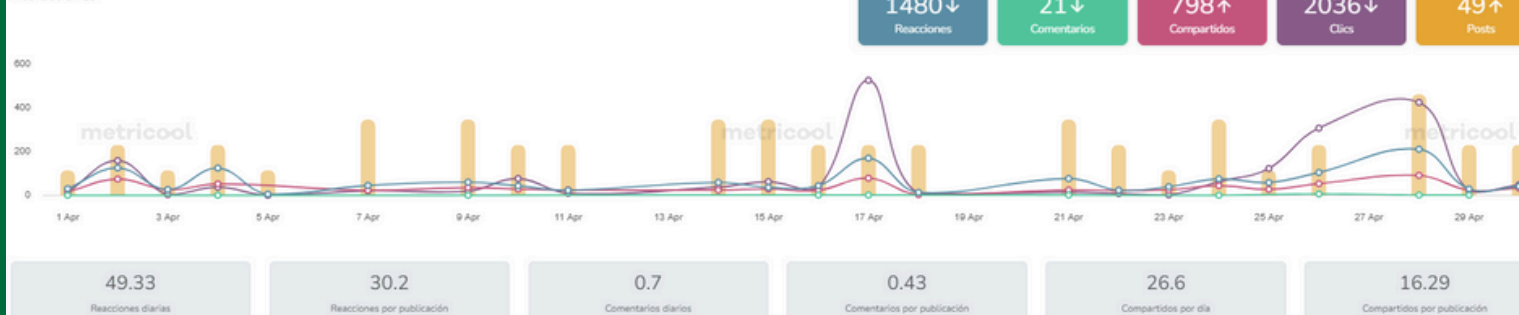 1480↓ 21↓ 798↑ 2036↓ 49↑
Reacciones Comentarios Compartidos Clics Posts
600
400
metricool metricool metricool
200
0
1 Apr 3 Apr 5 Apr 7 Apr 9 Apr 11 Apr 13 Apr 15 Apr 17 Apr 19 Apr 21 Apr 23 Apr 25 Apr 27 Apr 29 Apr
49.33 30.2 0.7 0.43 26.6 16.29
Reacciones diarias Reacciones por publicación Comentarios diarios Comentarios por publicación Compartidos por día Compartidos por publicación